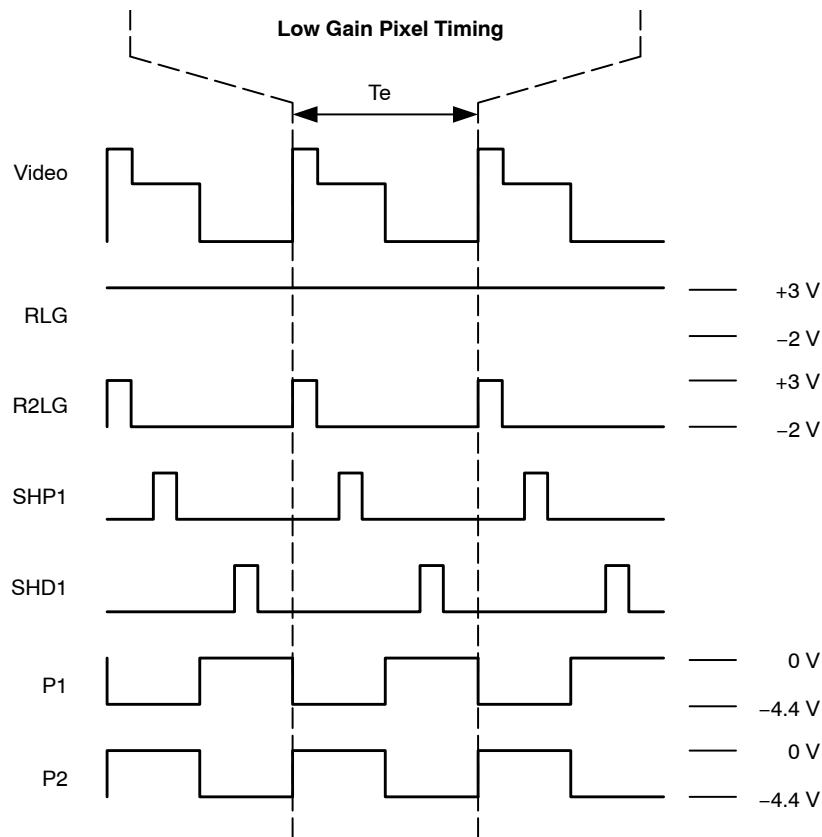 Low Gain Pixel Timing
Te
Video
RLG
+3 V
−2 V
R2LG
+3 V
−2 V
SHP1
SHD1
P1
0 V
−4.4 V
P2
0 V
−4.4 V